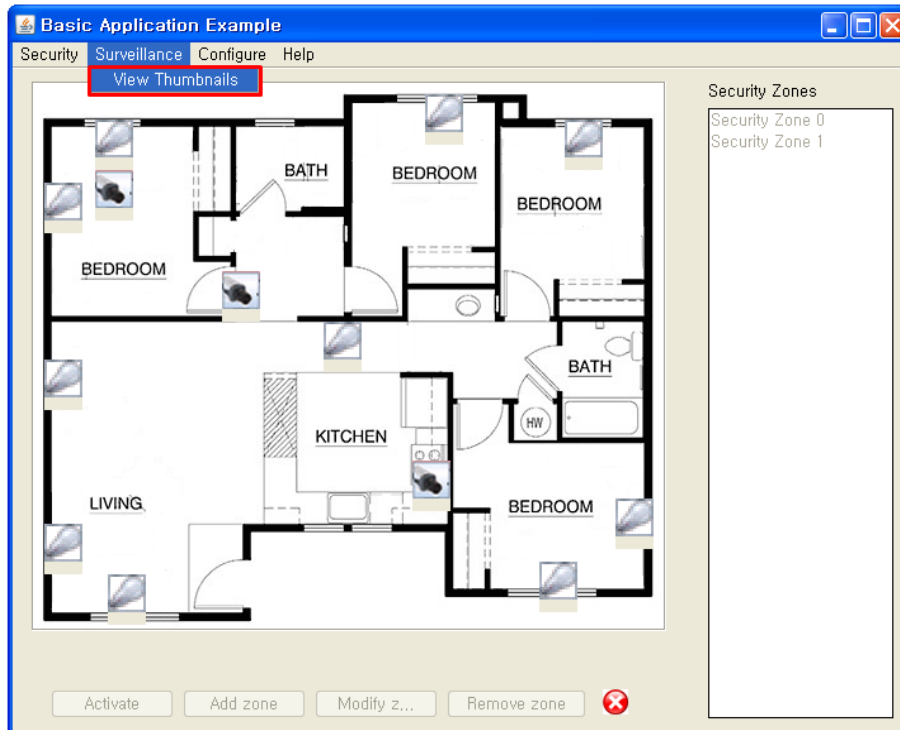 Basic Application Example
Security Surveillance Configure Help
View Thumbnails
Security Zones
Security Zone 0
Security Zone 1
BATH
BEDROOM
BEDROOM
BEDROOM
BATH
HW
KITCHEN
LIVING
BEDROOM
Activate
Add zone
Modify z...
Remove zone